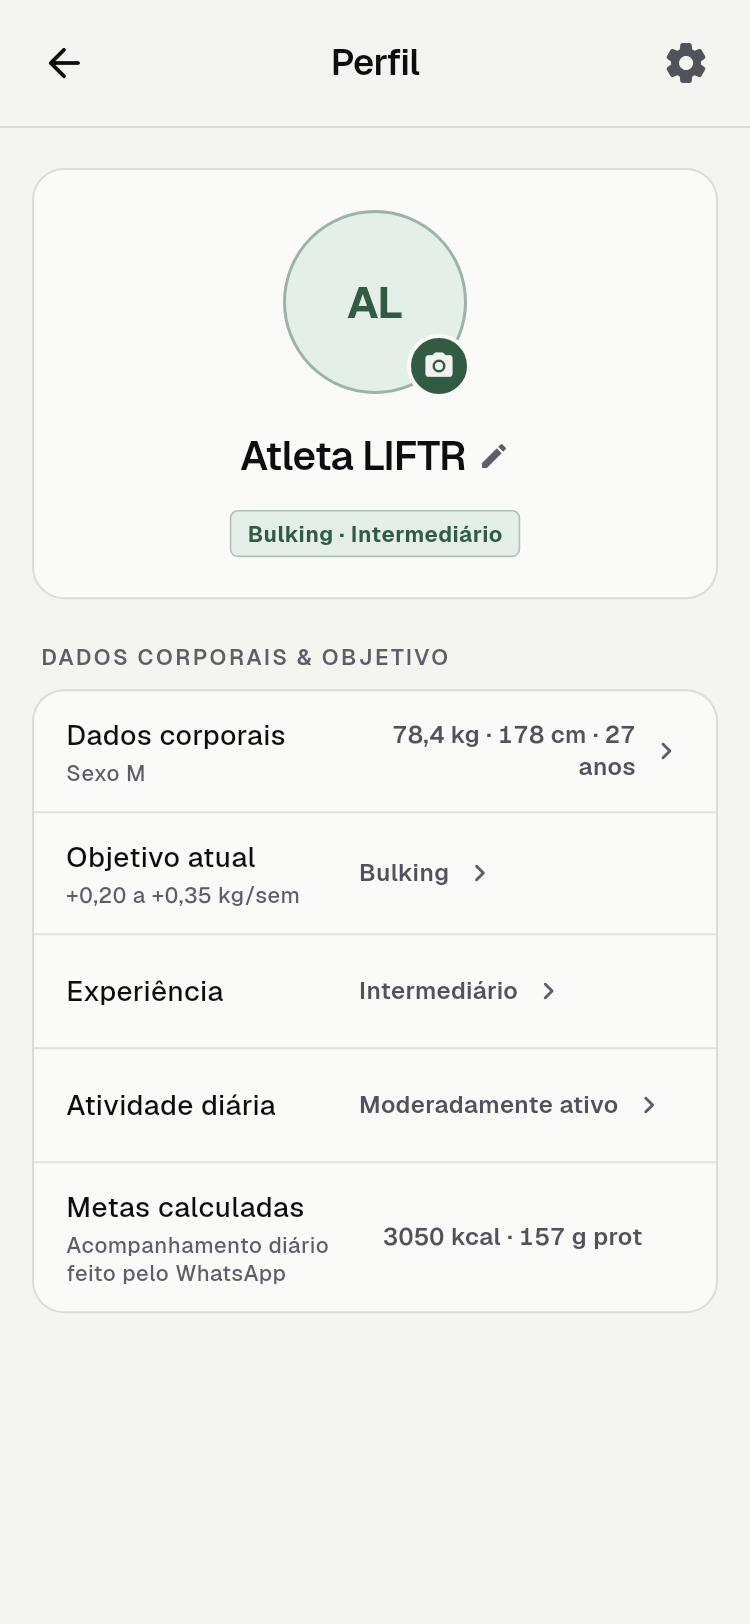 Perfil
AL
Atleta LIFTR
Bulking · Intermediário
DADOS CORPORAIS & OBJETIVO
Dados corporais
Sexo M
78,4 kg · 178 cm · 27
anos
Objetivo atual
+0,20 a +0,35 kg/sem
Bulking
Experiência
Intermediário
Atividade diária
Moderadamente ativo
Metas calculadas
Acompanhamento diário
feito pelo WhatsApp
3050 kcal · 157 g prot